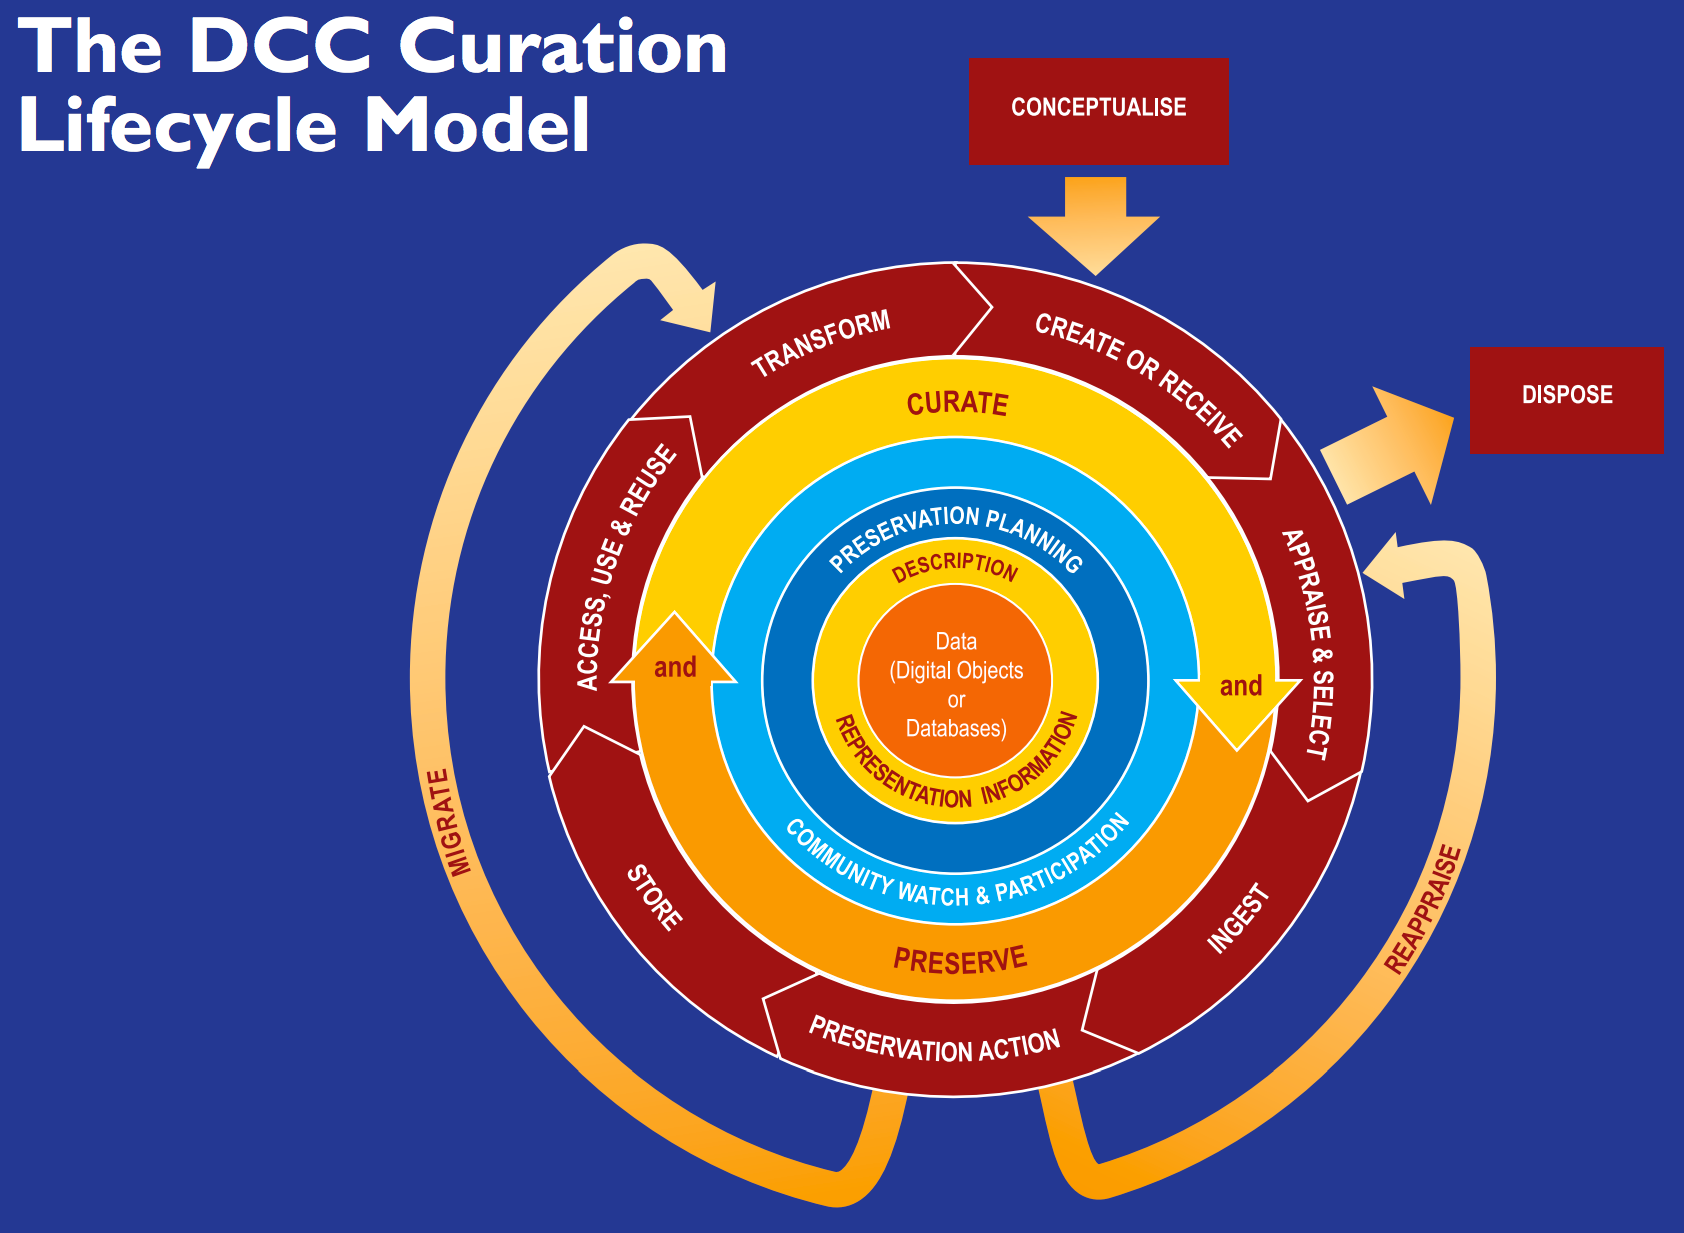 The DCC Curation
Lifecycle Model
CONCEPTUALISE
DISPOSE
TRANSFORM
CREATE OR RECEIVE
APPRAISE & SELECT
INGEST
PRESERVATION ACTION
STORE
ACCESS, USE & REUSE
CURATE
and
PRESERVE
and
COMMUNITY WATCH & PARTICIPATION
PRESERVATION PLANNING
DESCRIPTION
REPRESENTATION INFORMATION
Data
(Digital Objects
or
Databases)
MIGRATE
REAPPRAISE